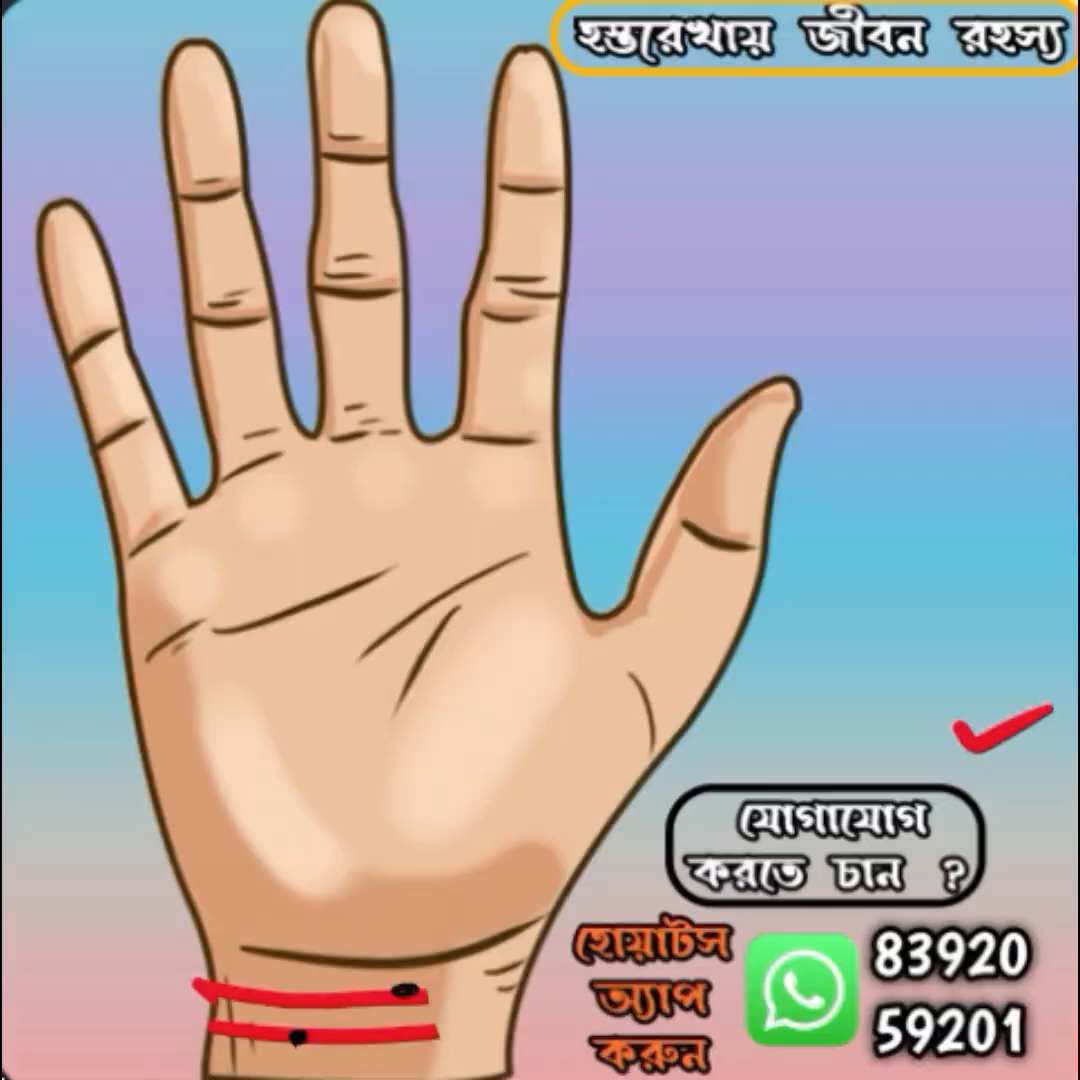 হস্তরেখায় জীবন রহস্য
যোগাযোগ
করতে চান ?
হোয়াটস
অ্যাপ
করুন
83920
59201